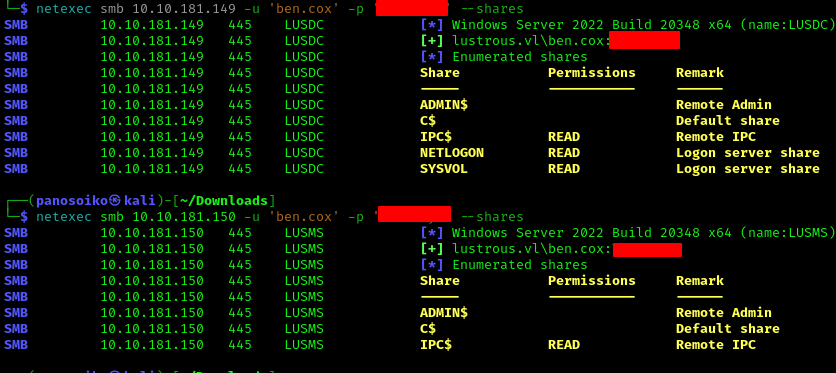 └─$ netexec smb 10.10.181.149 -u 'ben.cox' -p ' --shares
SMB 10.10.181.149 445 LUSDC [*] Windows Server 2022 Build 20348 x64 (name:LUSDC)
SMB 10.10.181.149 445 LUSDC [+] lustrous.vl\ben.cox:
SMB 10.10.181.149 445 LUSDC [*] Enumerated shares
SMB 10.10.181.149 445 LUSDC Share Permissions Remark
SMB 10.10.181.149 445 LUSDC ----- ----------- ------
SMB 10.10.181.149 445 LUSDC ADMIN$ Remote Admin
SMB 10.10.181.149 445 LUSDC C$ Default share
SMB 10.10.181.149 445 LUSDC IPC$ READ Remote IPC
SMB 10.10.181.149 445 LUSDC NETLOGON READ Logon server share
SMB 10.10.181.149 445 LUSDC SYSVOL READ Logon server share
┌──(panosoiko㉿kali)-[~/Downloads]
└─$ netexec smb 10.10.181.150 -u 'ben.cox' -p ' --shares
SMB 10.10.181.150 445 LUSMS [*] Windows Server 2022 Build 20348 x64 (name:LUSMS)
SMB 10.10.181.150 445 LUSMS [+] lustrous.vl\ben.cox:
SMB 10.10.181.150 445 LUSMS [*] Enumerated shares
SMB 10.10.181.150 445 LUSMS Share Permissions Remark
SMB 10.10.181.150 445 LUSMS ----- ----------- ------
SMB 10.10.181.150 445 LUSMS ADMIN$ Remote Admin
SMB 10.10.181.150 445 LUSMS C$ Default share
SMB 10.10.181.150 445 LUSMS IPC$ READ Remote IPC